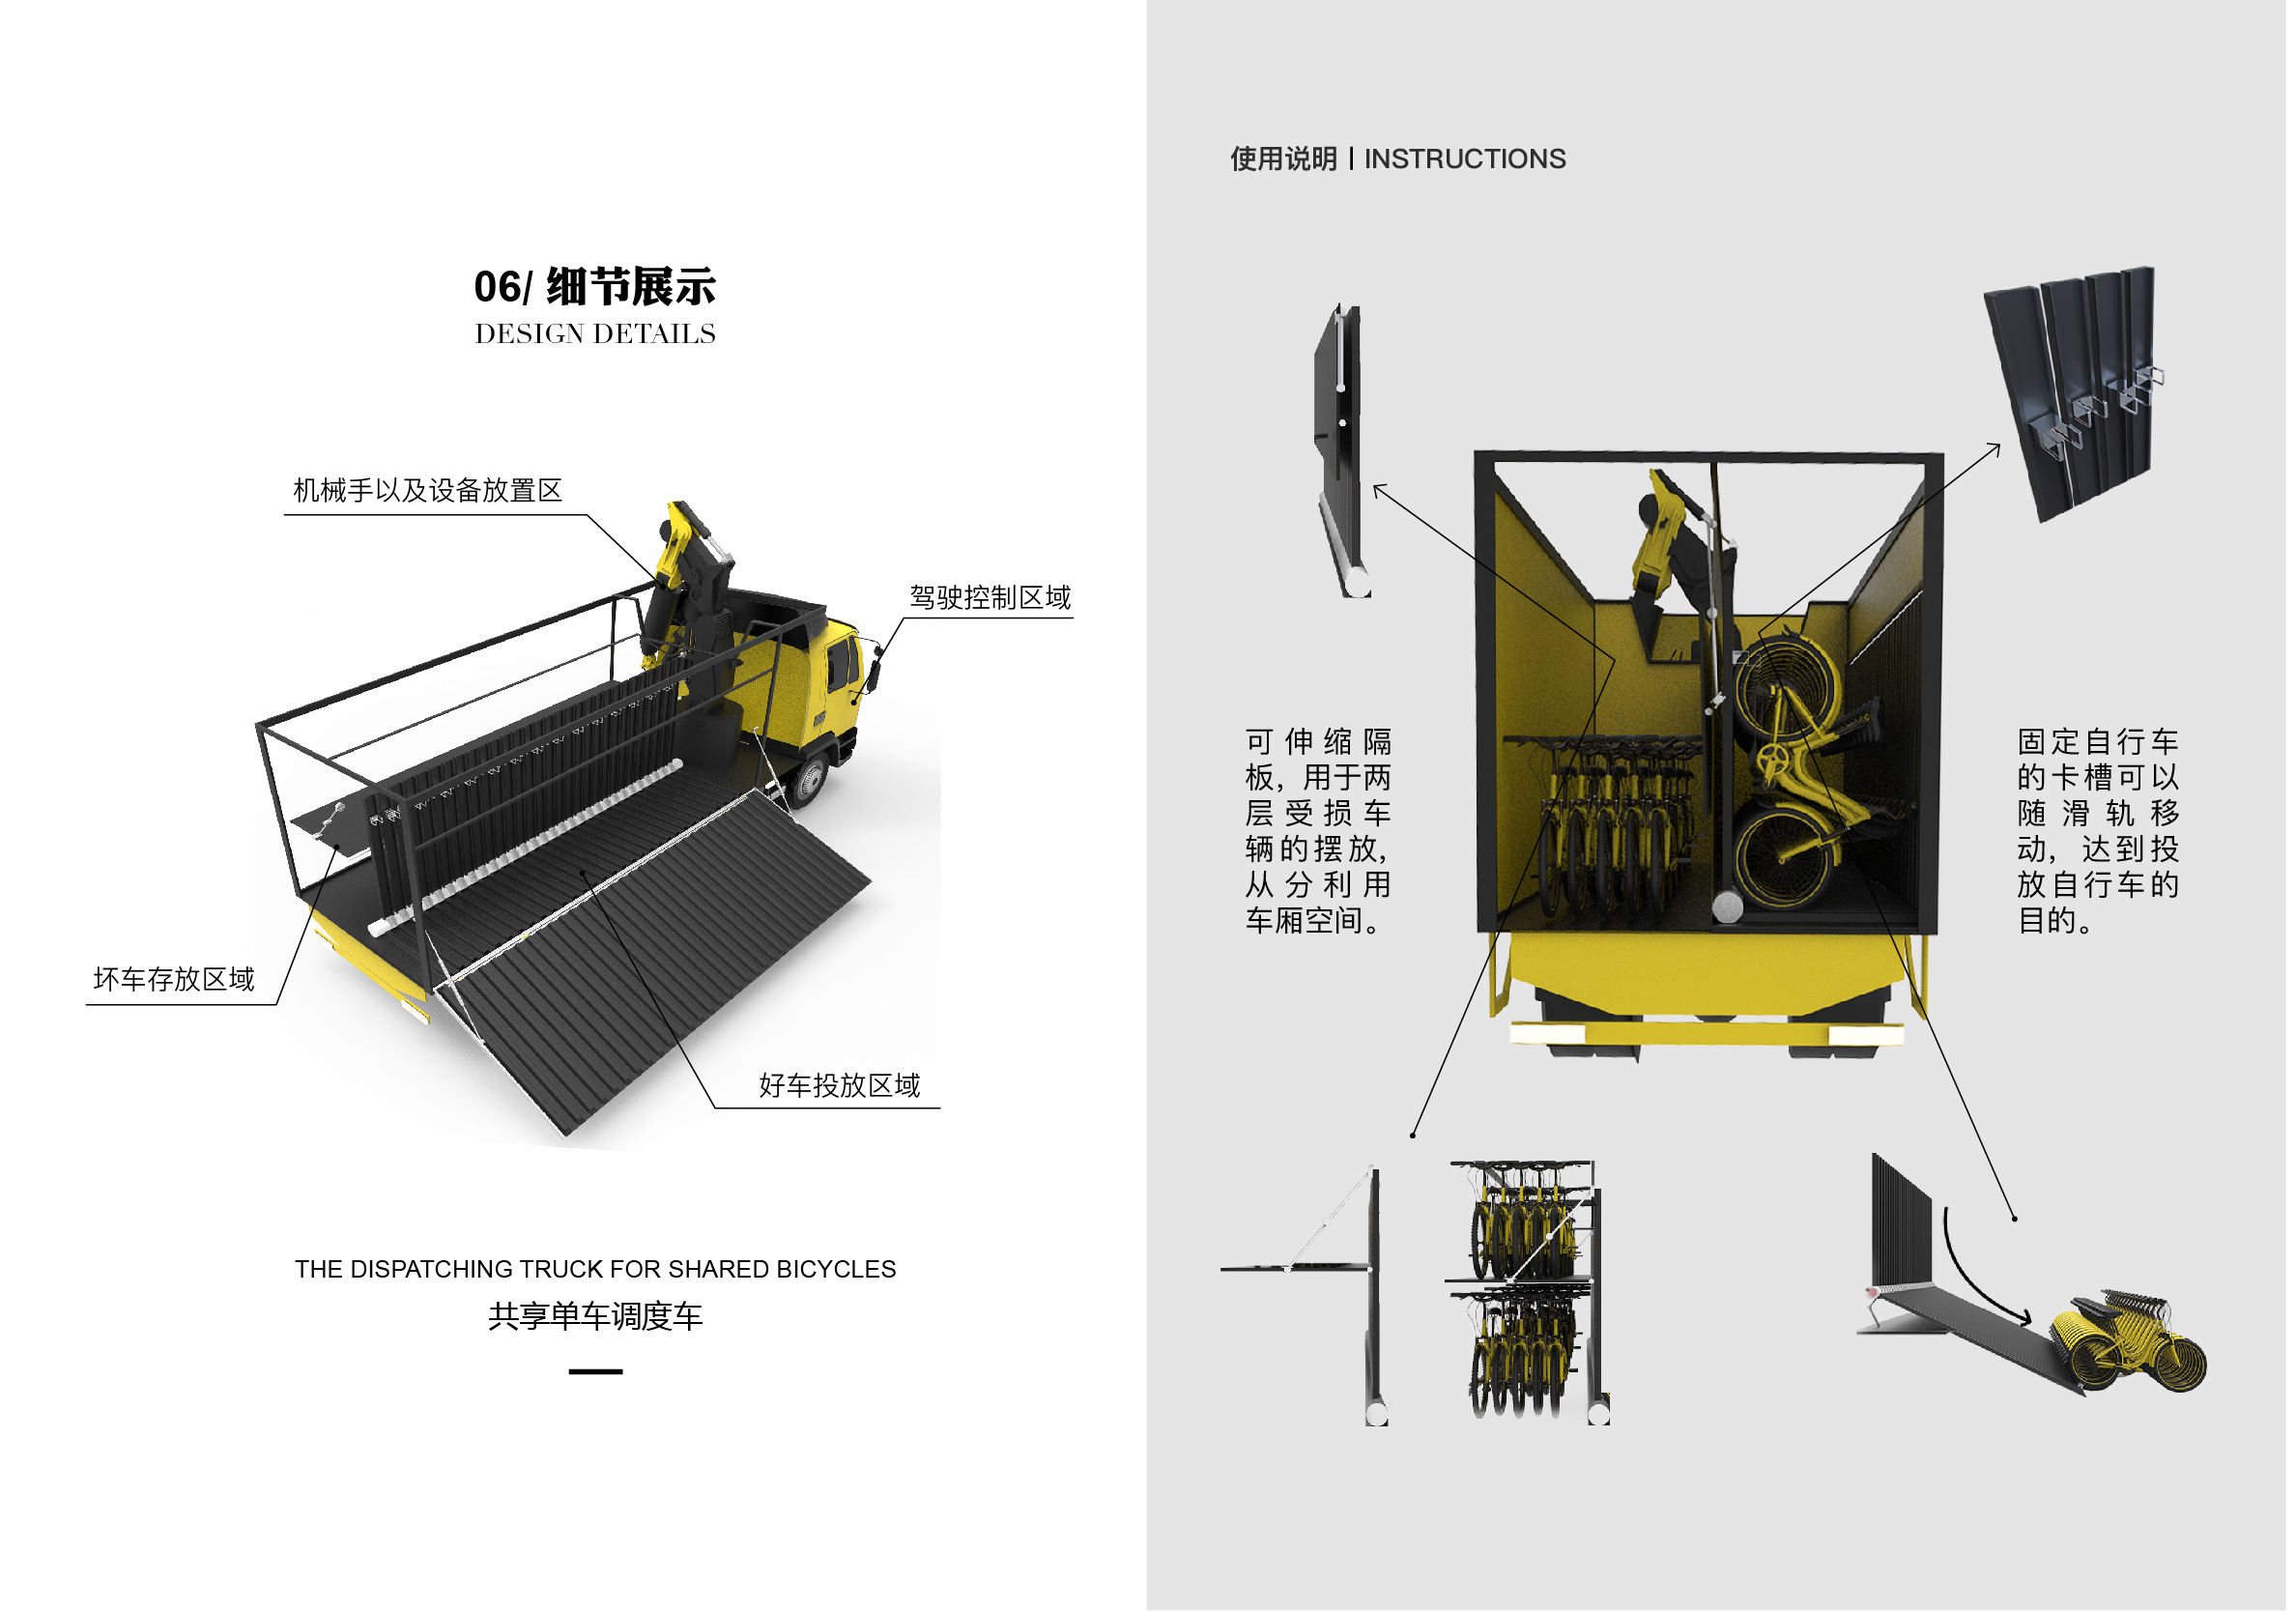 06/ 细节展示
DESIGN DETAILS
机械手以及设备放置区
驾驶控制区域
坏车存放区域
好车投放区域
THE DISPATCHING TRUCK FOR SHARED BICYCLES
共享单车调度车
使用说明 | INSTRUCTIONS
可伸缩隔
板，用于两
层受损车
辆的摆放，
从分利用
车厢空间。
固定自行车
的卡槽可以
随滑轨移
动，达到投
放自行车的
目的。